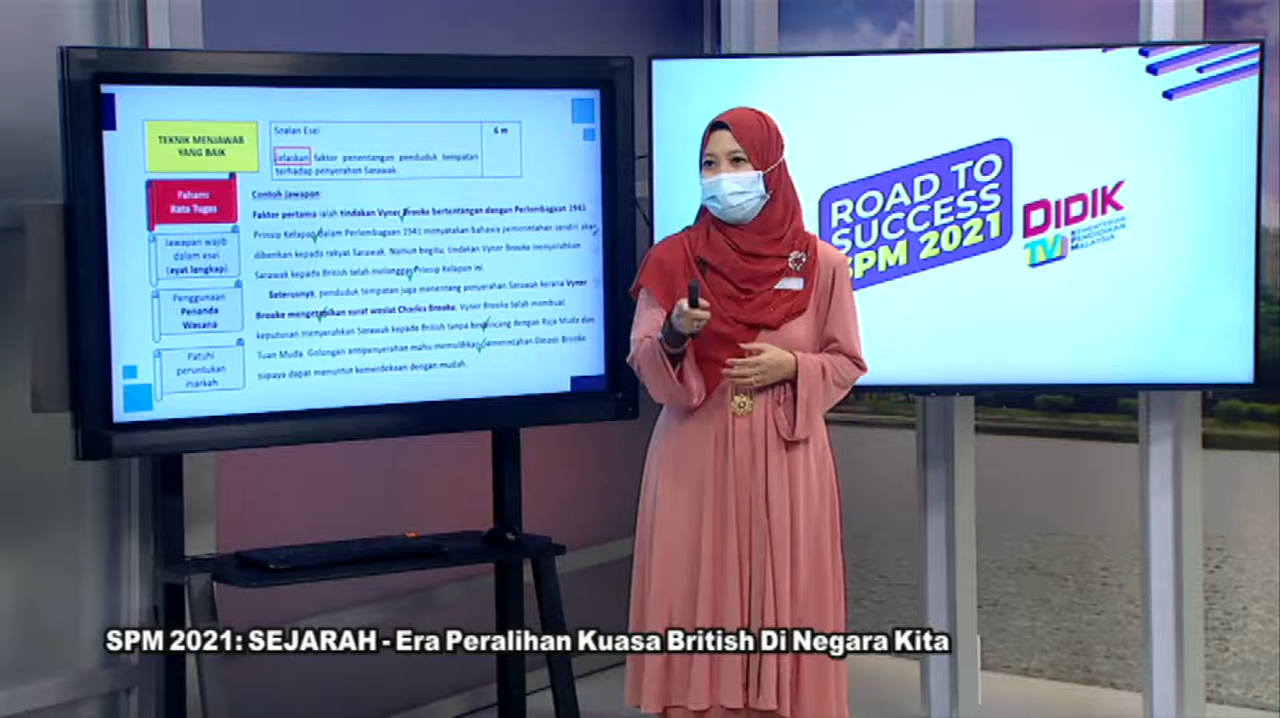 TEKNIK MENJAWAB
YANG BAIK
Soalan Esei
6 m
Jelaskan faktor penentangan penduduk tempatan
terhadap penyerahan Sarawak.
Fahami
Kata Tugas
Jawapan wajib
dalam esei
(ayat lengkap)
Penggunaan
Penanda
Wacana
Patuhi
peruntukan
markah
Contoh Jawapan:
Faktor pertama ialah tindakan Vyner Brooke bertentangan dengan Perlembagaan 1941.
Prinsip Kelapan dalam Perlembagaan 1941 menyatakan bahawa pemerintahan sendiri akan
diberikan kepada rakyat Sarawak. Namun begitu, tindakan Vyner Brooke menyerahkan
Sarawak kepada British telah melanggar Prinsip Kelapan ini.
Seterusnya, penduduk tempatan juga menentang penyerahan Sarawak kerana Vyner
Brooke mengetepikan surat wasiat Charles Brooke. Vyner Brooke telah membuat
keputusan menyerahkan Sarawak kepada British tanpa berbincang dengan Raja Muda dan
Tuan Muda. Golongan antipenyerahan mahu memulihkan pemerintahan Dinasti Brooke
supaya dapat menuntut kemerdekaan dengan mudah.
ROAD TO
SUCCESS
SPM 2021
DIDIK
TV
KEMENTERIAN
PENDIDIKAN
MALAYSIA
SPM 2021: SEJARAH - Era Peralihan Kuasa British Di Negara Kita